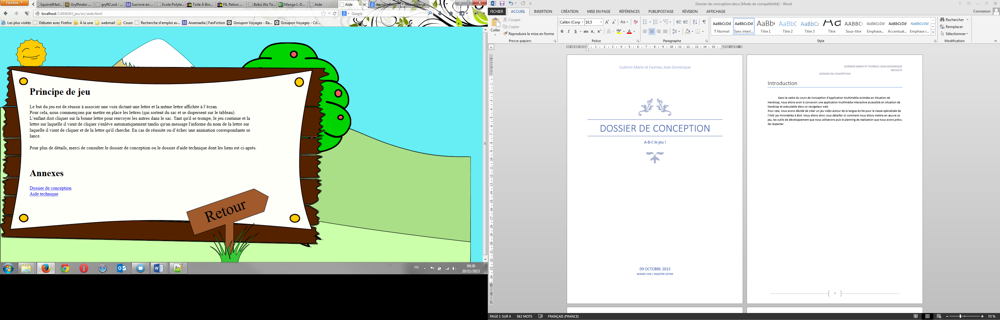 Firefox
SquirrelMail...
Gryffindor ...
gryff2.xsd - ...
Survivre en ...
Ecole Polyte...
Toile À Bro...
FIL Retors ...
Boku Wa To...
Manga L-D...
Aide
Aide
wamp - Rec...
WampServe...
localhost/CAMASH_jeu/src/aide.html
Google
Les plus visités
Débuter avec Firefox
À la une
webmail
Cours
Recherche d'emploi av...
Anamaelia | FanFiction
Groupon Voyages - Ba...
Groupon Voyages - Cô...
Principe de jeu
Le but du jeu est de réussir à associer une voix dictant une lettre et la même lettre affichée à l'écran.
Pour cela, nous commençons par mettre en place les lettres (qui sortent du sac et se dispersent sur le tableau).
L'enfant doit cliquer sur la bonne lettre pour renvoyer les autres dans le sac. Tant qu'il se trompe, le jeu continue et la
lettre sur laquelle il vient de cliquer s'enlève automatiquement tandis qu'un message l'informe du nom de la lettre sur
laquelle il vient de cliquer et de la lettre qu'il cherche. En cas de réussite ou d'échec une animation correspondante se
lance.
Pour plus de détails, merci de consulter le dossier de conception ou le dossier d'aide technique dont les liens est ci-après.
Annexes
Dossier de conception
Aide technique
Retour
FR
09:30
20/11/2013
Dossier de conception.docx [Mode de compatibilité] - Word
FICHIER
ACCUEIL
INSERTION
CRÉATION
MISE EN PAGE
RÉFÉRENCES
PUBLIPOSTAGE
RÉVISION
AFFICHAGE
Connexion
Coller
Couper
Copier
Reproduire la mise en forme
Presse-papiers
Calibri (Corp
10,5
G I S abc x₂ x²
Police
Paragraphe
AaBbCcDd
¶ Normal
AaBbCcDd
Sans interl...
AaBb(
Titre 1
AaBbC
Titre 2
AaBbCc
Titre 3
Aa
Titre
AABBC(
Sous-titre
AaBbCcDd
Emphase...
AaBbCcDd
Accentuat...
AaBbCcDd
Emphase i...
Style
Rechercher
Remplacer
Sélectionner
Modification
Guénon Marie et Favreau Jean-Dominique
DOSSIER DE CONCEPTION
A-B-C le jeu !
09 OCTOBRE 2013
MAM5 VIM / MASTER SSTIM
GUENON MARIE ET FAVREAU JEAN-DOMINIQUE
09/10/13
DOSSIER DE CONCEPTION
Introduction
Dans le cadre du cours de Conception d'Application Multimédia Animées en Situation de
Handicap, nous allons avoir à concevoir une application multimédia interactive accessible en situation de
handicap et exécutable dans un navigateur web.
Pour cela, nous avons décidé de créer un jeu vidéo autour de la langue écrite pour la classe spécialisée de
l'IME Les Hirondelles à Biot. Nous allons donc vous détailler ici comment nous allons mettre en œuvre ce
jeu, les outils de développement que nous utiliserons puis le planning de réalisation que nous avons prévu
de respecter.
1
PAGE 1 SUR 4
562 MOTS
FRANÇAIS (FRANCE)
73 %